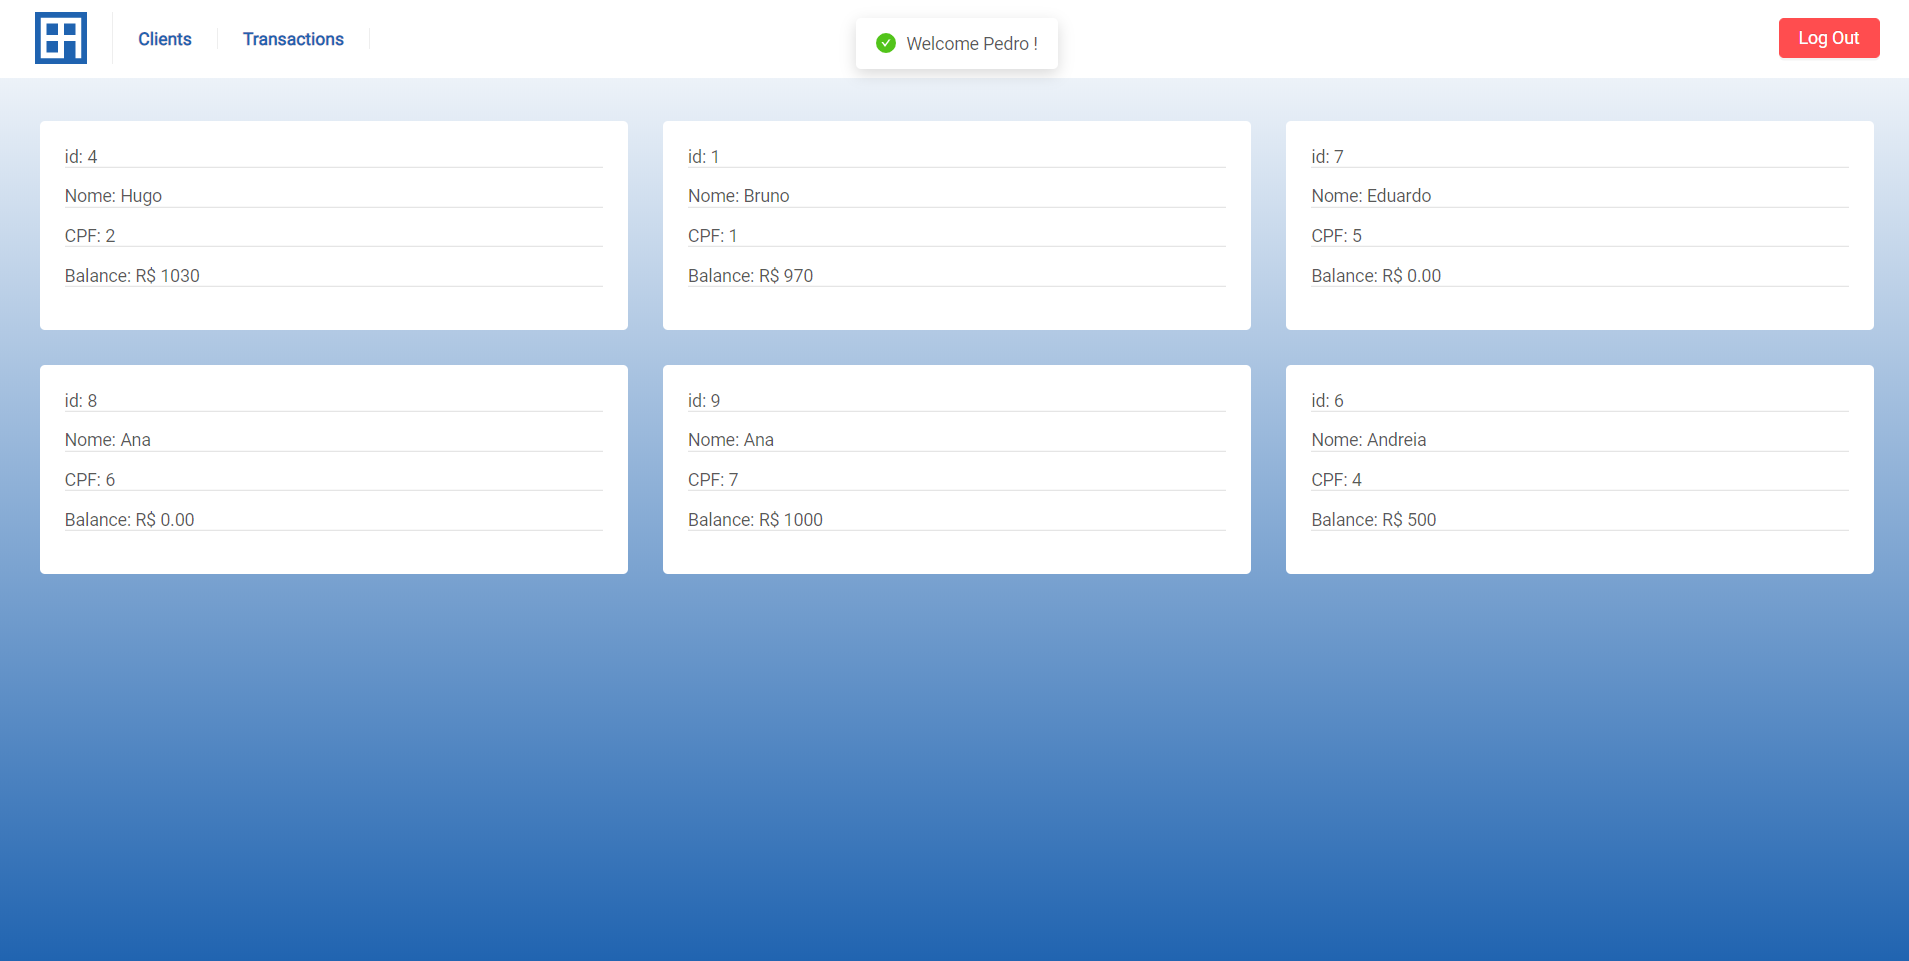 Clients
Transactions
Welcome Pedro !
Log Out
id: 4
Nome: Hugo
CPF: 2
Balance: R$ 1030
id: 1
Nome: Bruno
CPF: 1
Balance: R$ 970
id: 7
Nome: Eduardo
CPF: 5
Balance: R$ 0.00
id: 8
Nome: Ana
CPF: 6
Balance: R$ 0.00
id: 9
Nome: Ana
CPF: 7
Balance: R$ 1000
id: 6
Nome: Andreia
CPF: 4
Balance: R$ 500